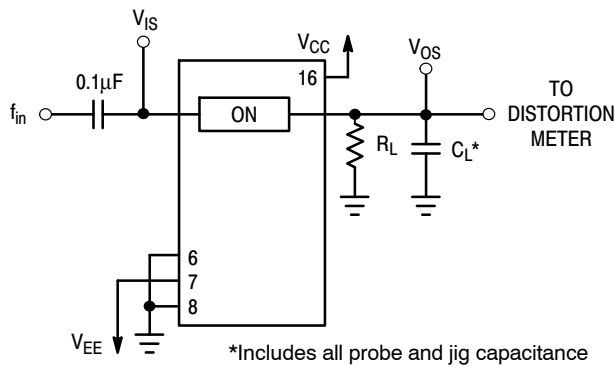 V_IS
V_CC
V_OS
16
0.1µF
f_in
ON
TO
DISTORTION
METER
R_L
C_L*
6
7
8
V_EE
*Includes all probe and jig capacitance